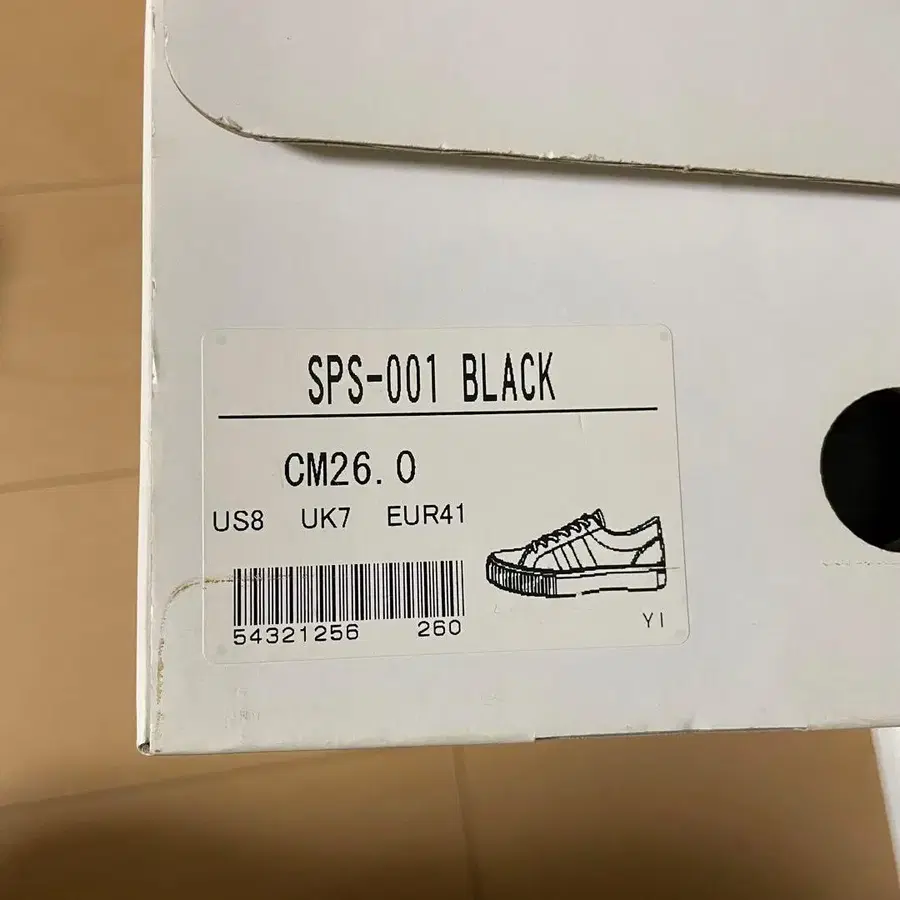 SPS-001 BLACK
CM26.0
US8 UK7 EUR41
54321256 260
YI